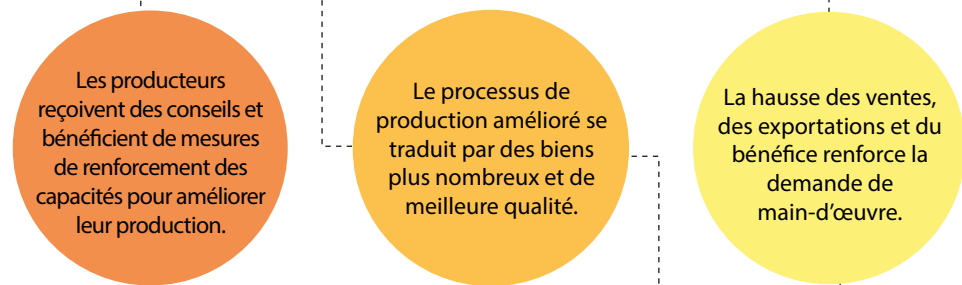 Les producteurs
reçoivent des conseils et
bénéficient de mesures
de renforcement des
capacités pour améliorer
leur production.
Le processus de
production amélioré se
traduit par des biens
plus nombreux et de
meilleure qualité.
La hausse des ventes,
des exportations et du
bénéfice renforce la
demande de
main-d’œuvre.